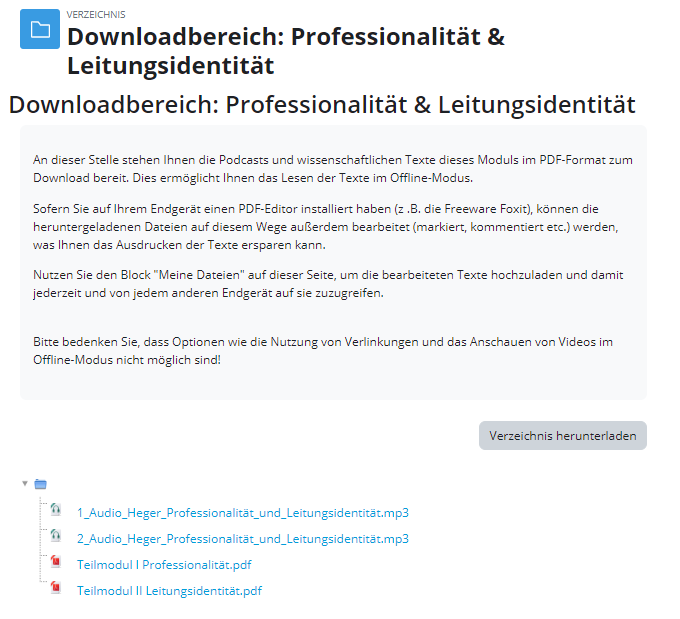 VERZEICHNIS
Downloadbereich: Professionalität &
Leitungsidentität
Downloadbereich: Professionalität & Leitungsidentität
An dieser Stelle stehen Ihnen die Podcasts und wissenschaftlichen Texte dieses Moduls im PDF-Format zum
Download bereit. Dies ermöglicht Ihnen das Lesen der Texte im Offline-Modus.
Sofern Sie auf Ihrem Endgerät einen PDF-Editor installiert haben (z .B. die Freeware Foxit), können die
heruntergeladenen Dateien auf diesem Wege außerdem bearbeitet (markiert, kommentiert etc.) werden,
was Ihnen das Ausdrucken der Texte ersparen kann.
Nutzen Sie den Block "Meine Dateien" auf dieser Seite, um die bearbeiteten Texte hochzuladen und damit
jederzeit und von jedem anderen Endgerät auf sie zuzugreifen.
Bitte bedenken Sie, dass Optionen wie die Nutzung von Verlinkungen und das Anschauen von Videos im
Offline-Modus nicht möglich sind!
Verzeichnis herunterladen
1_Audio_Heger_Professionalität_und_Leitungsidentität.mp3
2_Audio_Heger_Professionalität_und_Leitungsidentität.mp3
Teilmodul I Professionalität.pdf
Teilmodul II Leitungsidentität.pdf